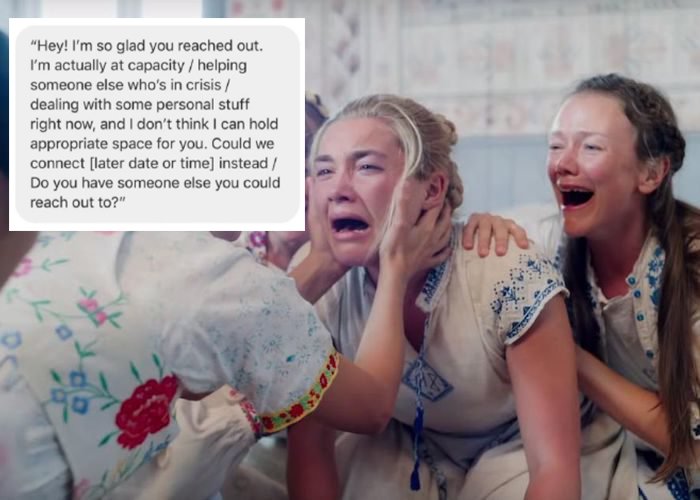 “Hey! I’m so glad you reached out.
I’m actually at capacity / helping
someone else who’s in crisis /
dealing with some personal stuff
right now, and I don’t think I can hold
appropriate space for you. Could we
connect [later date or time] instead /
Do you have someone else you could
reach out to?”